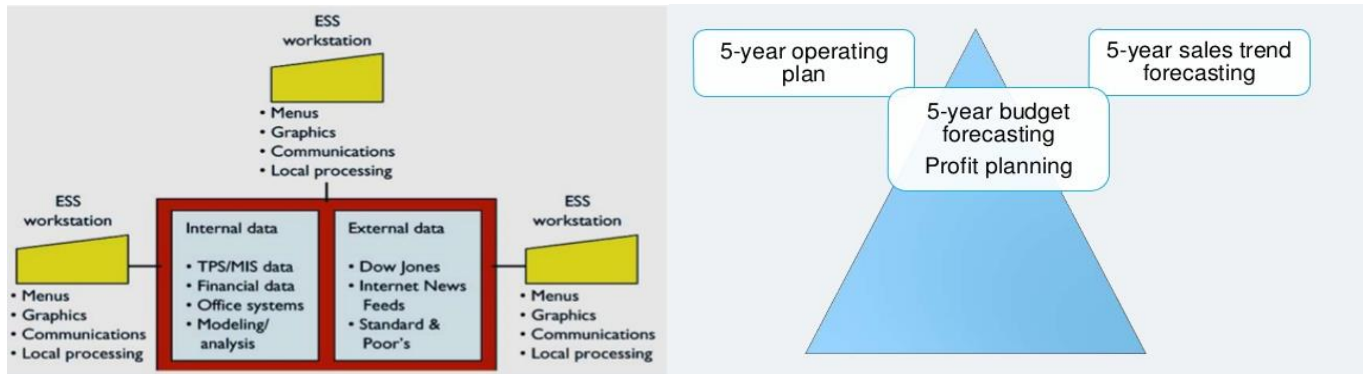 ESS
workstation
• Menus
• Graphics
• Communications
• Local processing
ESS
workstation
• Menus
• Graphics
• Communications
• Local processing
Internal data
• TPS/MIS data
• Financial data
• Office systems
• Modeling/
analysis
External data
• Dow Jones
• Internet News
Feeds
• Standard &
Poor's
ESS
workstation
• Menus
• Graphics
• Communications
• Local processing
5-year operating
plan
5-year sales trend
forecasting
5-year budget
forecasting
Profit planning